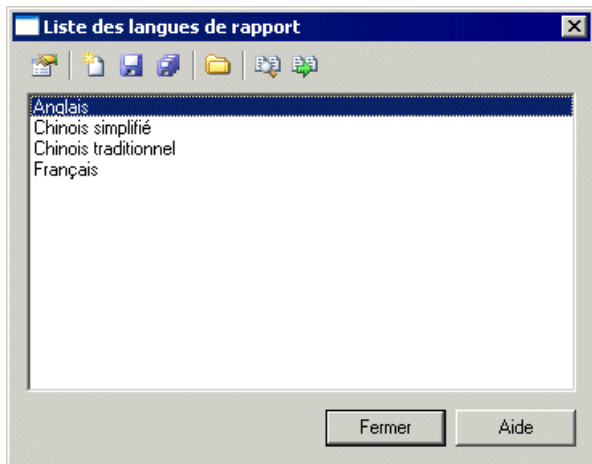 Liste des langues de rapport
Anglais
Chinois simplifié
Chinois traditionnel
Français
Fermer
Aide